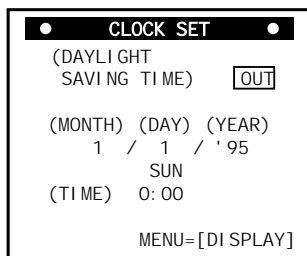 ● CLOCK SET ●
(DAYLIGHT
SAVING TIME) OUT
(MONTH) (DAY) (YEAR)
1 / 1 / '95
SUN
(TIME) 0:00
MENU=[DISPLAY]